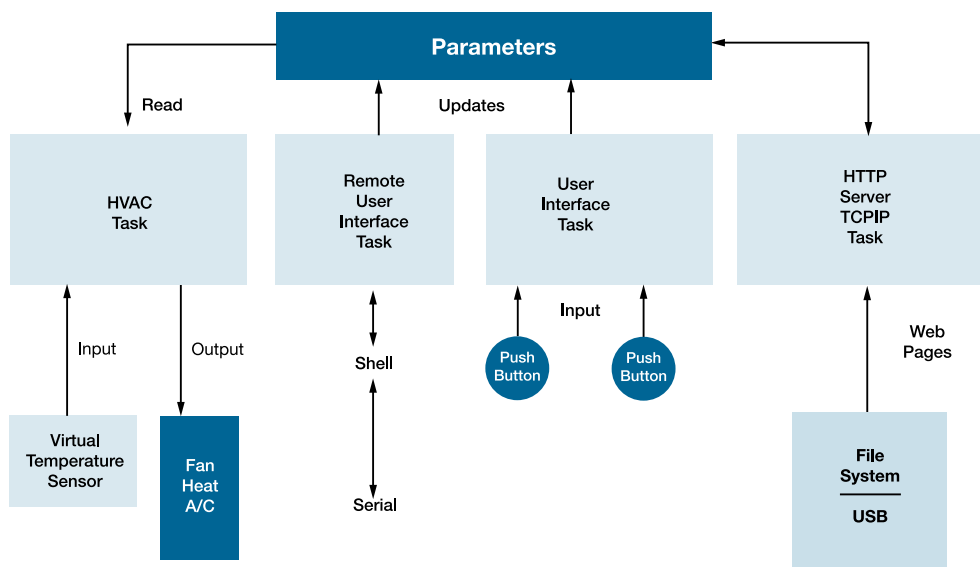 Parameters
Read
Updates
HVAC
Task
Remote
User
Interface
Task
User
Interface
Task
HTTP
Server
TCPIP
Task
Input
Output
Shell
Serial
Input
Push
Button
Push
Button
Web
Pages
Virtual
Temperature
Sensor
Fan
Heat
A/C
File
System
USB